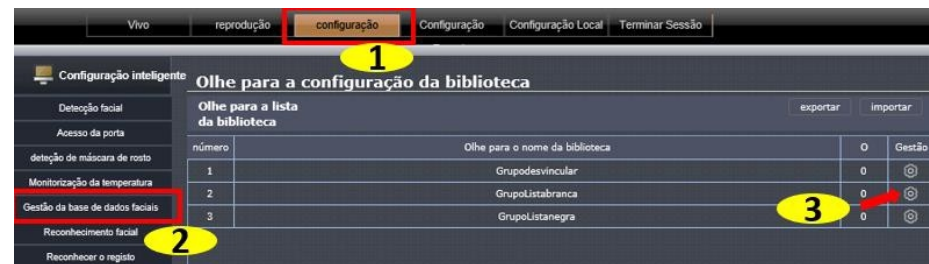 Vivo reprodução configuração Configuração Configuração Local Terminar Sessão
1
Configuração inteligente
Olhe para a configuração da biblioteca
Detecção facial
Acesso da porta
deteção de máscara de rosto
Monitorização da temperatura
Gestão da base de dados faciais
Reconhecimento facial
Reconhecer o registo
2
Olhe para a lista
da biblioteca
exportar importar
número Olhe para o nome da biblioteca O Gestão
1 Grupodesvincular 0
2 GrupoListabranca 0
3 GrupoListanegra 0
3